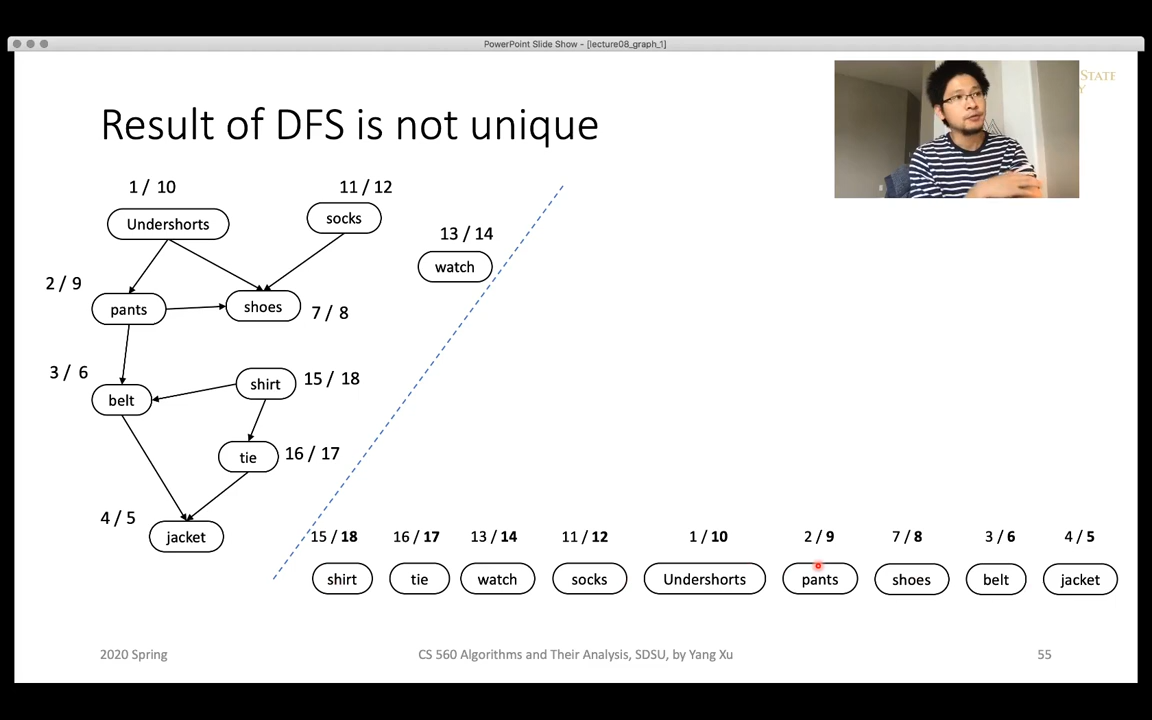 PowerPoint Slide Show - [lecture08_graph_1]
STATE
Y
Result of DFS is not unique
1 / 10
11 / 12
Undershorts
socks
13 / 14
watch
2 / 9
pants
shoes
7 / 8
3 / 6
belt
shirt
15 / 18
tie
16 / 17
4 / 5
jacket
15 / 18 16 / 17 13 / 14 11 / 12 1 / 10 2 / 9 7 / 8 3 / 6 4 / 5
shirt tie watch socks Undershorts pants shoes belt jacket
2020 Spring CS 560 Algorithms and Their Analysis, SDSU, by Yang Xu 55